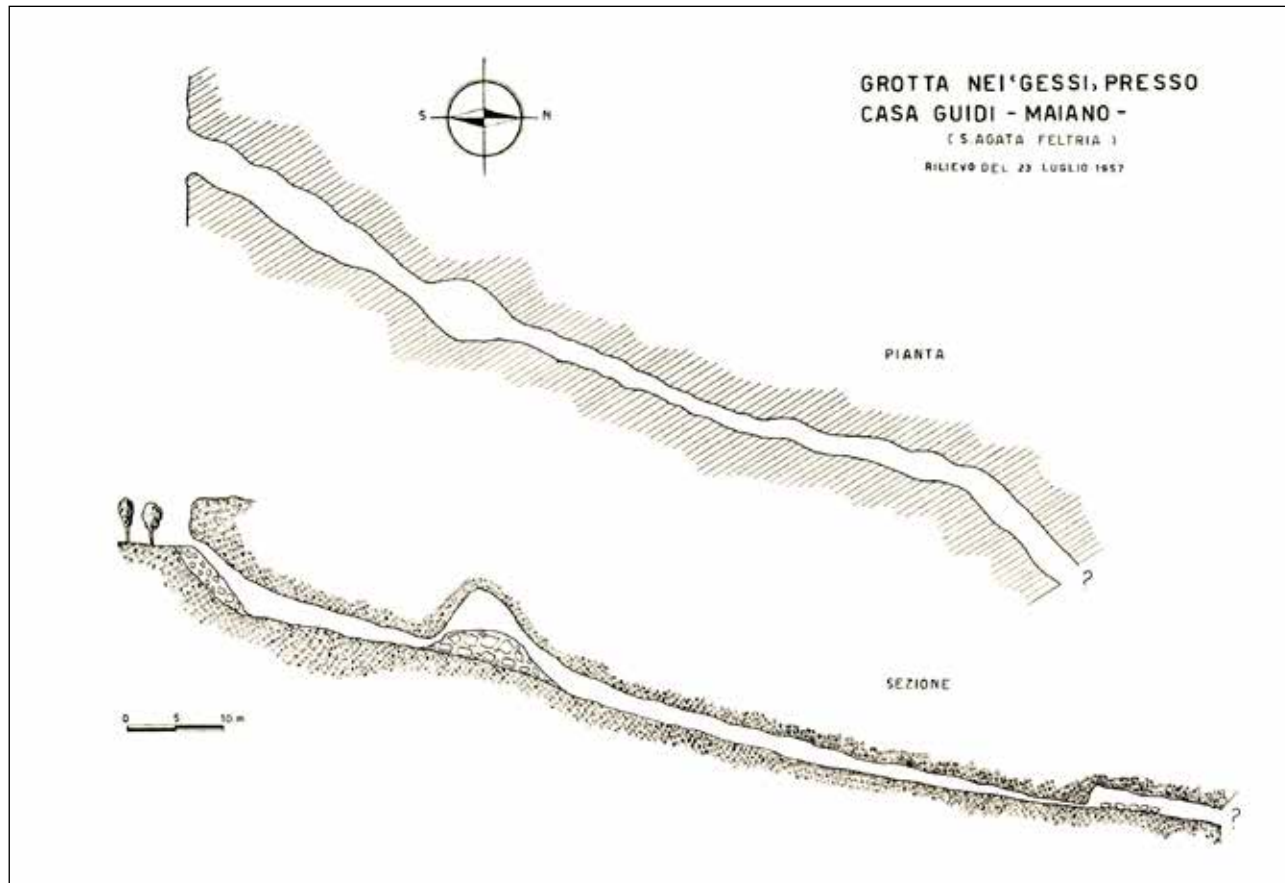 GROTTA NEI 'GESSI, PRESSO
CASA GUIDI - MAIANO -
( S. AGATA FELTRIA )
RILIEVO DEL 23 LUGLIO 1957
S N
PIANTA
?
SEZIONE
0 5 10 m
?